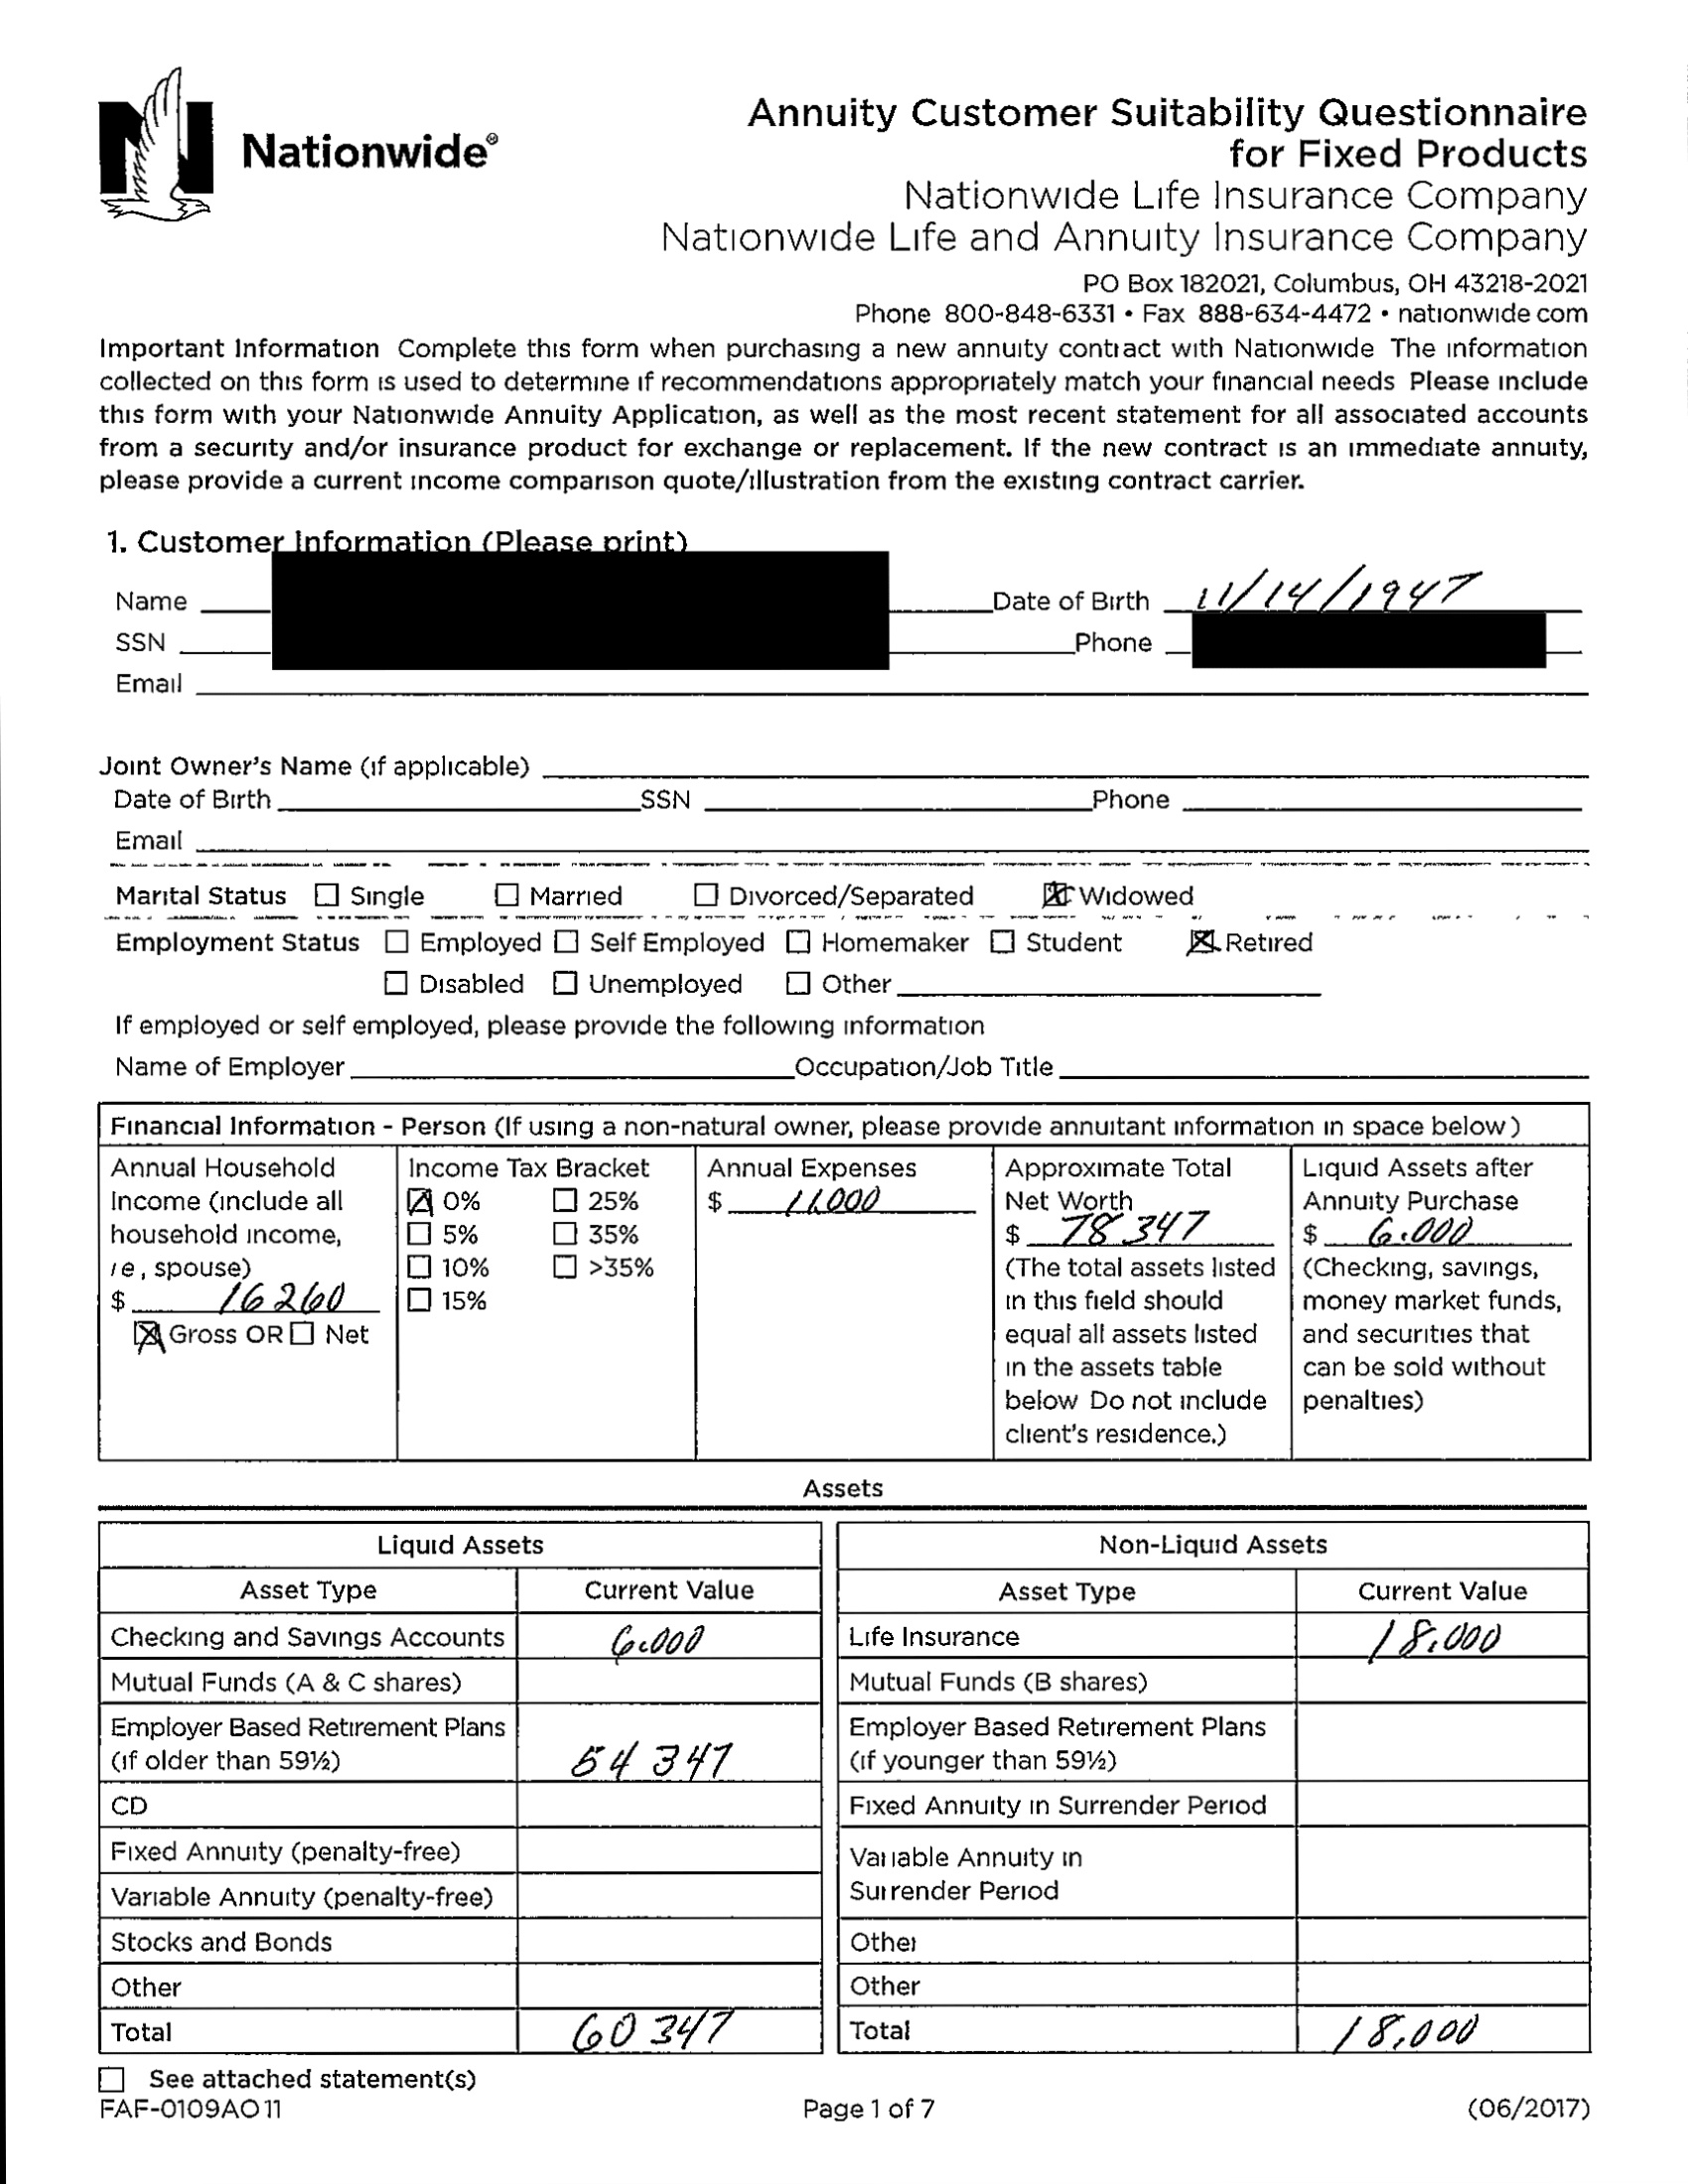 Nationwide®
Annuity Customer Suitability Questionnaire
for Fixed Products
Nationwide Life Insurance Company
Nationwide Life and Annuity Insurance Company
PO Box 182021, Columbus, OH 43218-2021
Phone 800-848-6331 • Fax 888-634-4472 • nationwide com
Important Information Complete this form when purchasing a new annuity contract with Nationwide The information
collected on this form is used to determine if recommendations appropriately match your financial needs Please include
this form with your Nationwide Annuity Application, as well as the most recent statement for all associated accounts
from a security and/or insurance product for exchange or replacement. If the new contract is an immediate annuity,
please provide a current income comparison quote/illustration from the existing contract carrier.
1. Customer Information (Please print)
Name Date of Birth 11/14/1947
SSN Phone
Email
Joint Owner's Name (if applicable)
Date of Birth SSN Phone
Email
Marital Status Single Married Divorced/Separated Widowed
Employment Status Employed Self Employed Homemaker Student Retired
Disabled Unemployed Other
If employed or self employed, please provide the following information
Name of Employer Occupation/Job Title
Financial Information - Person (If using a non-natural owner, please provide annuitant information in space below)
Annual Household
Income (include all
household income,
ie, spouse)
$ 16260
Gross OR Net
Income Tax Bracket
0% 25%
5% 35%
10% >35%
15%
Annual Expenses
$ 11000
Approximate Total
Net Worth
$ 78 347
(The total assets listed
in this field should
equal all assets listed
in the assets table
below Do not include
client's residence.)
Liquid Assets after
Annuity Purchase
$ 6,000
(Checking, savings,
money market funds,
and securities that
can be sold without
penalties)
Assets
Liquid Assets
Asset Type Current Value
Checking and Savings Accounts 6,000
Mutual Funds (A & C shares)
Employer Based Retirement Plans
(if older than 59½) 54 347
CD
Fixed Annuity (penalty-free)
Variable Annuity (penalty-free)
Stocks and Bonds
Other
Total 60 347
Non-Liquid Assets
Asset Type Current Value
Life Insurance 18,000
Mutual Funds (B shares)
Employer Based Retirement Plans
(if younger than 59½)
Fixed Annuity in Surrender Period
Variable Annuity in
Surrender Period
Other
Other
Total 18,000
See attached statement(s)
FAF-0109AO 11 Page 1 of 7 (06/2017)